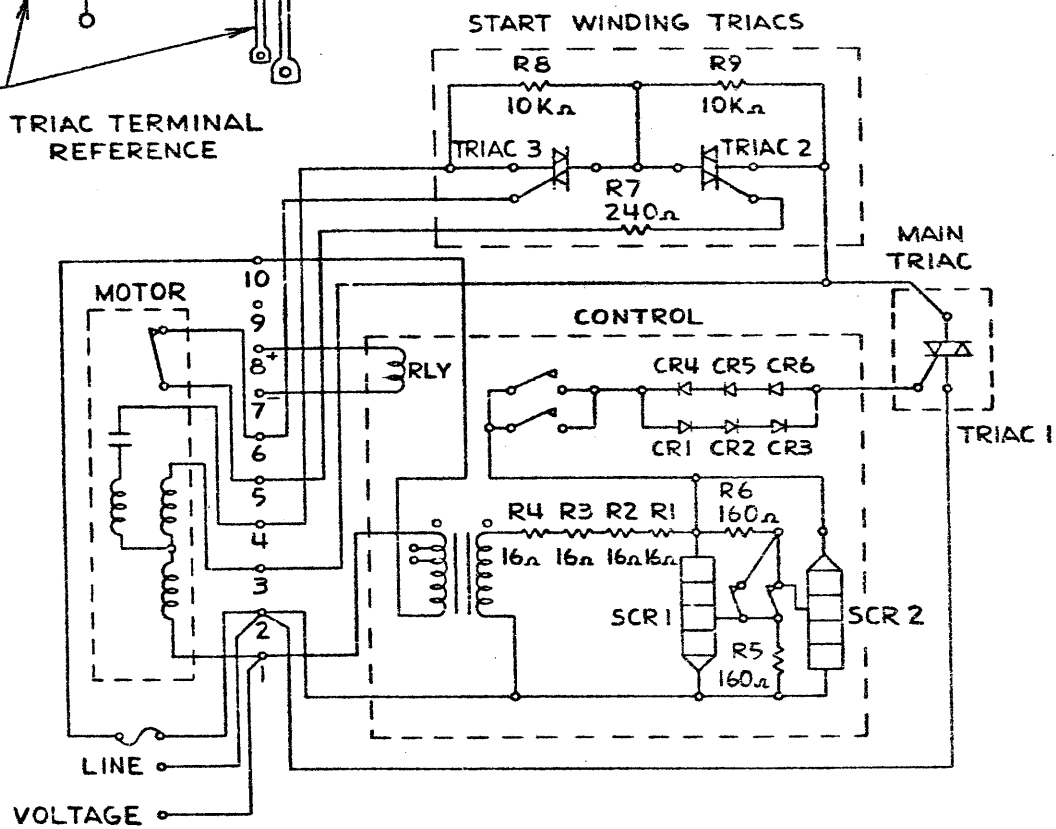 START WINDING TRIACS
TRIAC TERMINAL
REFERENCE
R8
10KΩ
R9
10KΩ
TRIAC 3
TRIAC 2
R7
240Ω
MAIN
TRIAC
TRIAC 1
MOTOR
10
9
8+
7-
6
5
4
3
2
1
CONTROL
RLY
CR4 CR5 CR6
CR1 CR2 CR3
R4 R3 R2 R1
16Ω 16Ω 16Ω 16Ω
R6
160Ω
SCR 1
SCR 2
R5
160Ω
LINE
VOLTAGE